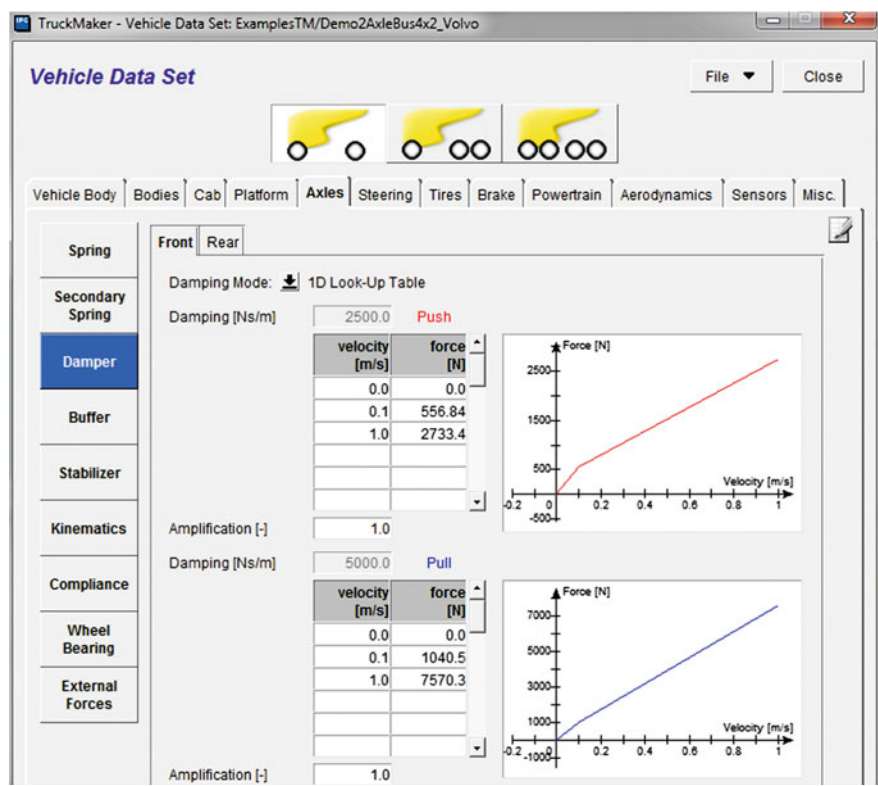 TruckMaker - Vehicle Data Set: ExamplesTM/Demo2AxleBus4x2_Volvo
Vehicle Data Set
File
Close
Vehicle Body Bodies Cab Platform Axles Steering Tires Brake Powertrain Aerodynamics Sensors Misc.
Spring
Secondary
Spring
Damper
Buffer
Stabilizer
Kinematics
Compliance
Wheel
Bearing
External
Forces
Front Rear
Damping Mode: 1D Look-Up Table
Damping [Ns/m] 2500.0 Push
velocity force
[m/s] [N]
0.0 0.0
0.1 556.84
1.0 2733.4
Force [N]
2500
1500
500
Velocity [m/s]
-0.2 0 0.2 0.4 0.6 0.8 1
-500
Amplification [-] 1.0
Damping [Ns/m] 5000.0 Pull
velocity force
[m/s] [N]
0.0 0.0
0.1 1040.5
1.0 7570.3
Force [N]
7000
5000
3000
1000
Velocity [m/s]
-0.2 0 0.2 0.4 0.6 0.8 1
-1000
Amplification [-] 1.0